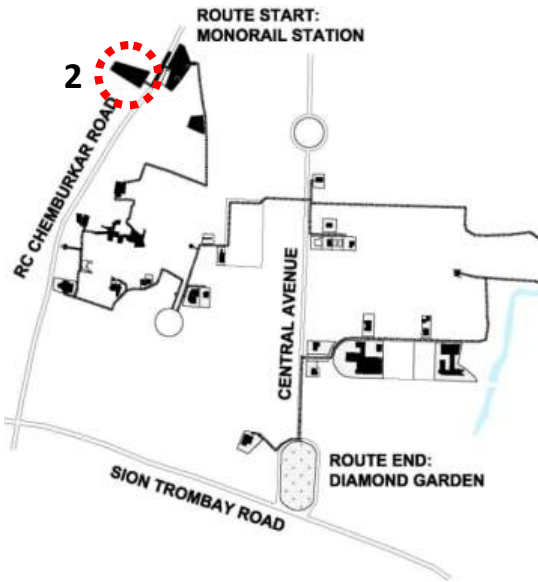 ROUTE START:
MONORAIL STATION
2
RC CHEMBURKAR ROAD
CENTRAL AVENUE
ROUTE END:
DIAMOND GARDEN
SION TROMBAY ROAD